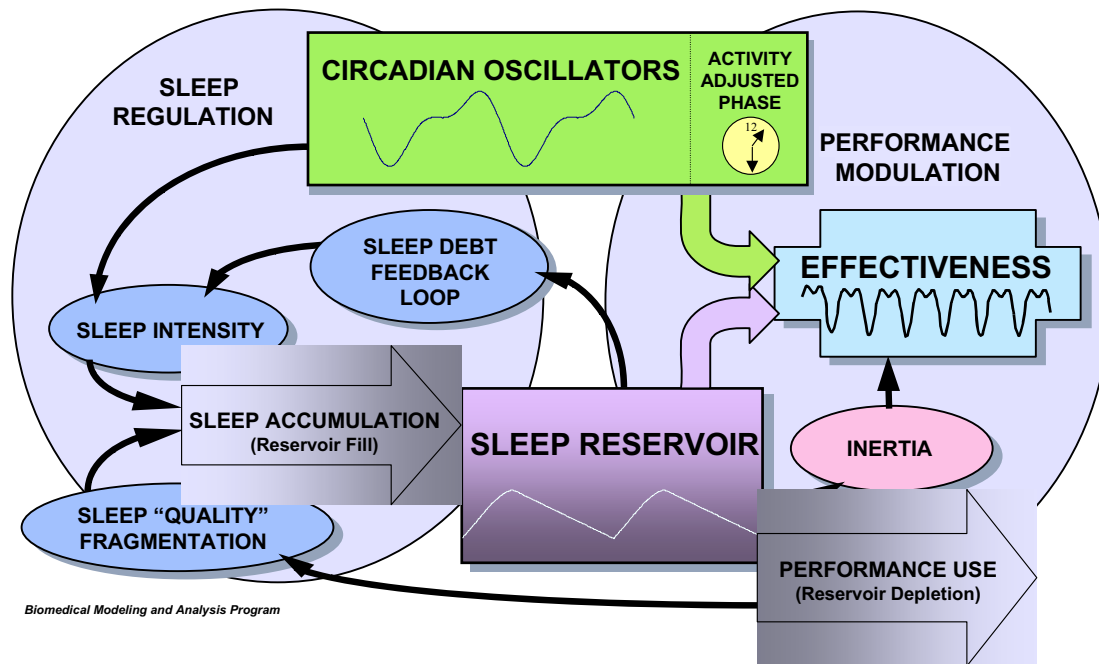 CIRCADIAN OSCILLATORS
ACTIVITY
ADJUSTED
PHASE
12
SLEEP
REGULATION
PERFORMANCE
MODULATION
SLEEP DEBT
FEEDBACK
LOOP
EFFECTIVENESS
SLEEP INTENSITY
SLEEP ACCUMULATION
(Reservoir Fill)
SLEEP RESERVOIR
INERTIA
SLEEP “QUALITY”
FRAGMENTATION
PERFORMANCE USE
(Reservoir Depletion)
Biomedical Modeling and Analysis Program